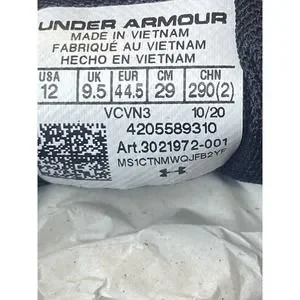 UNDER ARMOUR
MADE IN VIETNAM
FABRIQUÉ AU VIETNAM
HECHO EN VIETNAM
USA UK EUR CM CHN
12 9.5 44.5 29 290(2)
VCVN3 10/20
4205589310
Art.3021972-001
MS1CTNMWQJFB2YF